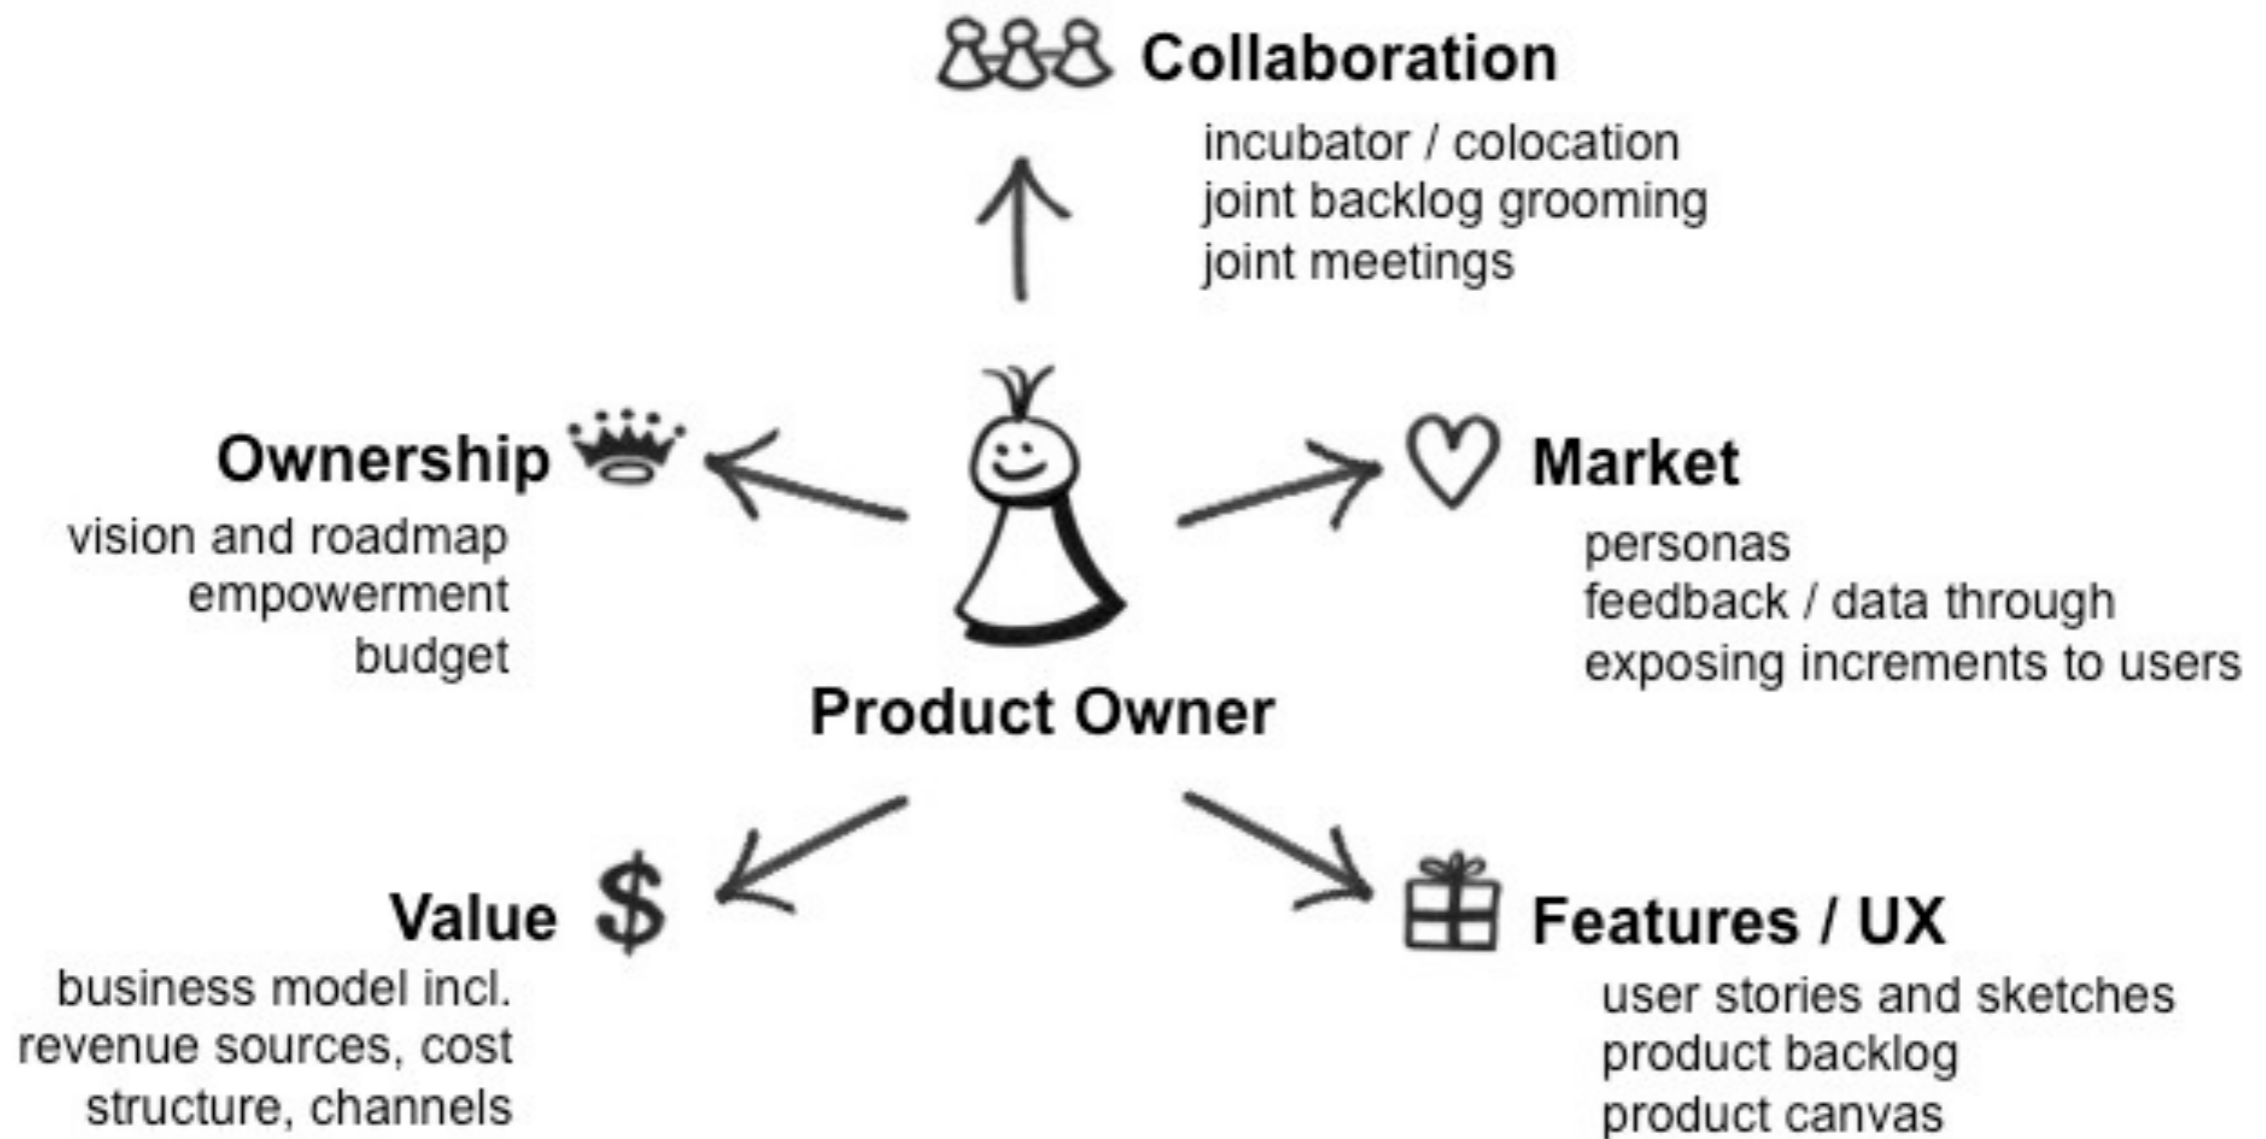 Collaboration
incubator / colocation
joint backlog grooming
joint meetings
Ownership
vision and roadmap
empowerment
budget
Market
personas
feedback / data through
exposing increments to users
Product Owner
Value
business model incl.
revenue sources, cost
structure, channels
Features / UX
user stories and sketches
product backlog
product canvas